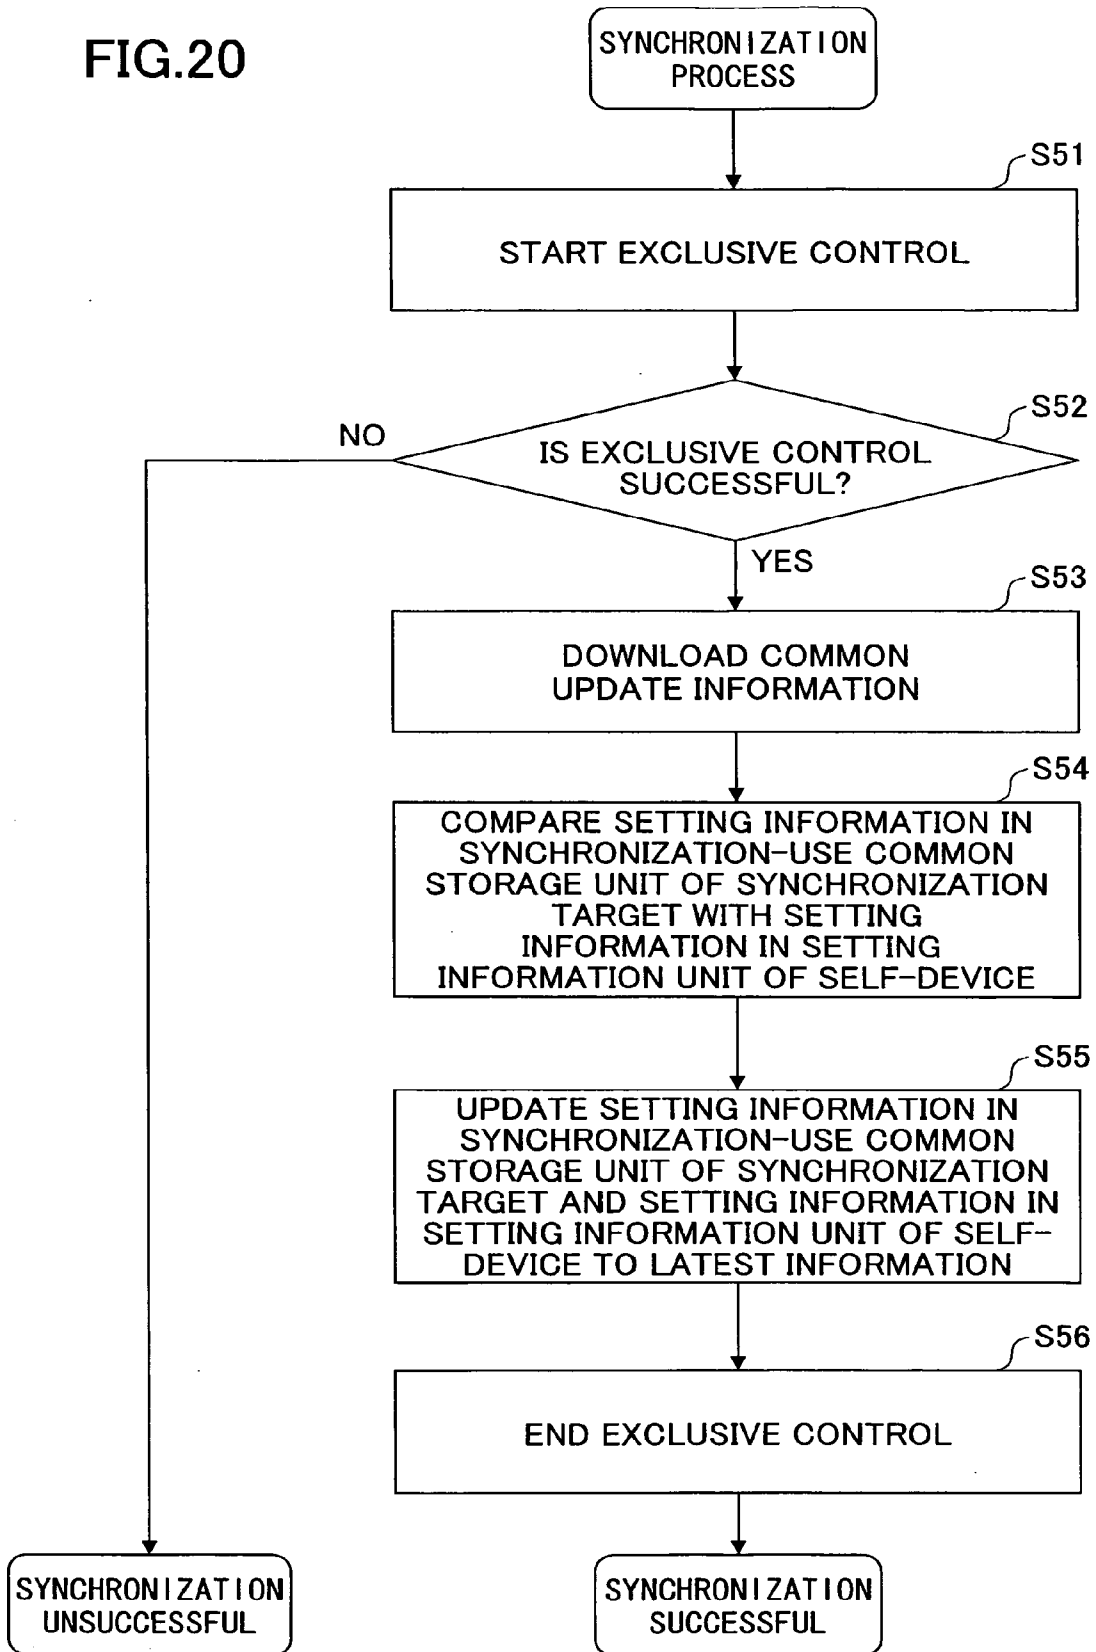 FIG.20
SYNCHRONIZATION
PROCESS
S51
START EXCLUSIVE CONTROL
S52
NO
IS EXCLUSIVE CONTROL
SUCCESSFUL?
YES
S53
DOWNLOAD COMMON
UPDATE INFORMATION
S54
COMPARE SETTING INFORMATION IN
SYNCHRONIZATION-USE COMMON
STORAGE UNIT OF SYNCHRONIZATION
TARGET WITH SETTING
INFORMATION IN SETTING
INFORMATION UNIT OF SELF-DEVICE
S55
UPDATE SETTING INFORMATION IN
SYNCHRONIZATION-USE COMMON
STORAGE UNIT OF SYNCHRONIZATION
TARGET AND SETTING INFORMATION IN
SETTING INFORMATION UNIT OF SELF-
DEVICE TO LATEST INFORMATION
S56
END EXCLUSIVE CONTROL
SYNCHRONIZATION
UNSUCCESSFUL
SYNCHRONIZATION
SUCCESSFUL